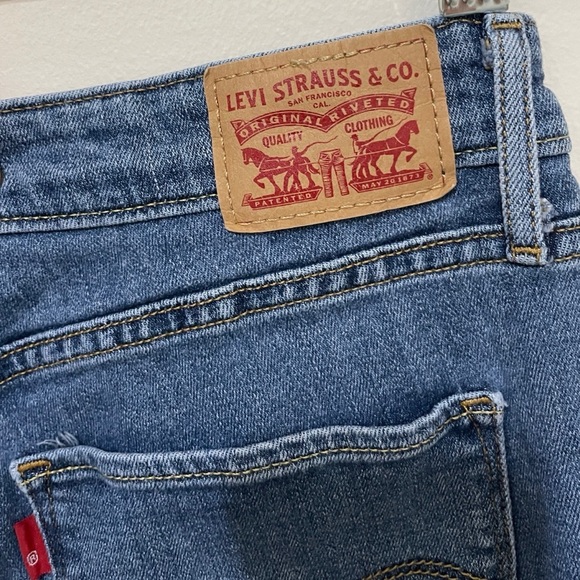 LEVI STRAUSS & CO.
SAN FRANCISCO
CAL.
ORIGINAL RIVETED
QUALITY CLOTHING
PATENTED MAY 20 1873
®